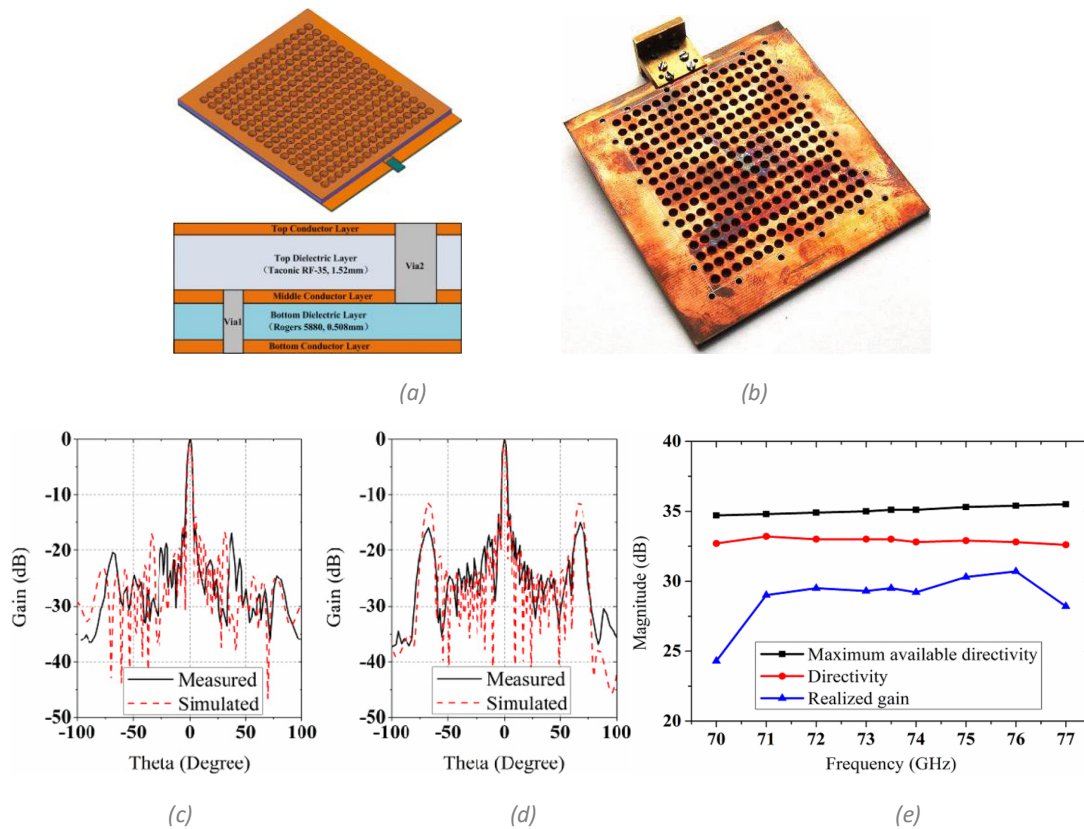 Top Conductor Layer
Top Dielectric Layer
(Taconic RF-35, 1.52mm)
Via2
Middle Conductor Layer
Via1
Bottom Dielectric Layer
(Rogers 5880, 0.508mm)
Bottom Conductor Layer
(a)
(b)
0
-10
-20
-30
-40
-50
Gain (dB)
Measured
Simulated
-100 -50 0 50 100
Theta (Degree)
(c)
0
-10
-20
-30
-40
-50
Gain (dB)
Measured
Simulated
-100 -50 0 50 100
Theta (Degree)
(d)
40
35
30
25
20
Magnitude (dB)
Maximum available directivity
Directivity
Realized gain
70 71 72 73 74 75 76 77
Frequency (GHz)
(e)